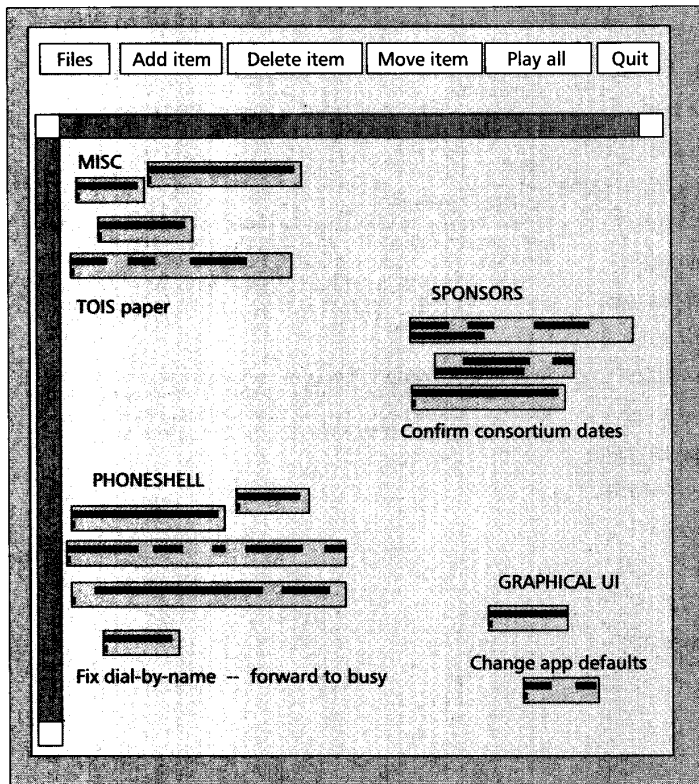 Files Add item Delete item Move item Play all Quit
MISC
TOIS paper
SPONSORS
Confirm consortium dates
PHONESHELL
Fix dial-by-name -- forward to busy
GRAPHICAL UI
Change app defaults